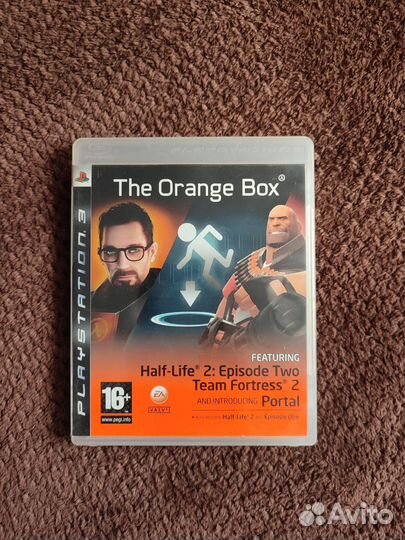 PLAYSTATION 3
The Orange Box®
FEATURING
Half-Life® 2: Episode Two
Team Fortress® 2
AND INTRODUCING Portal
Half-Life® 2 Episode One
16+
www.pegi.info
EA
VALVE
Avito